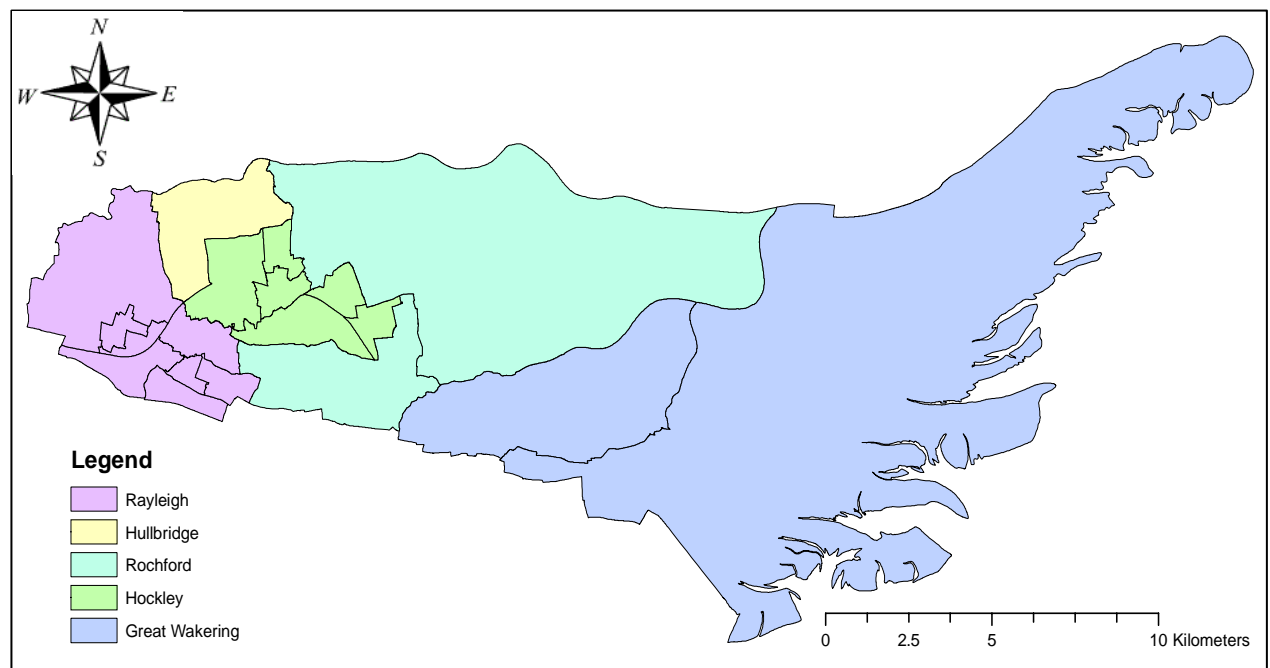 N
W E
S
Legend
Rayleigh
Hullbridge
Rochford
Hockley
Great Wakering
0 2.5 5 10 Kilometers